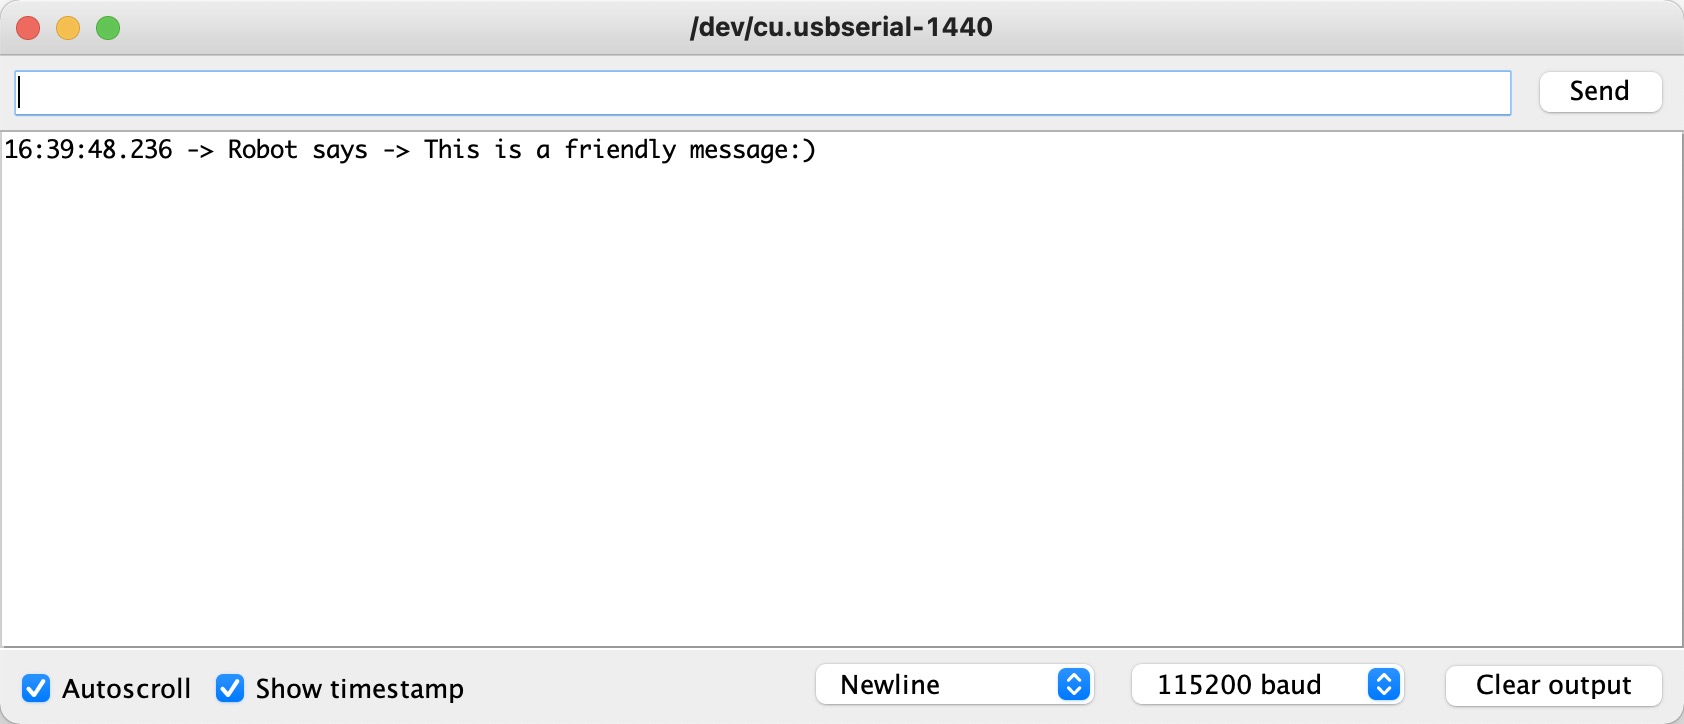 /dev/cu.usbserial-1440
Send
16:39:48.236 -> Robot says -> This is a friendly message:)
Autoscroll Show timestamp Newline 115200 baud Clear output